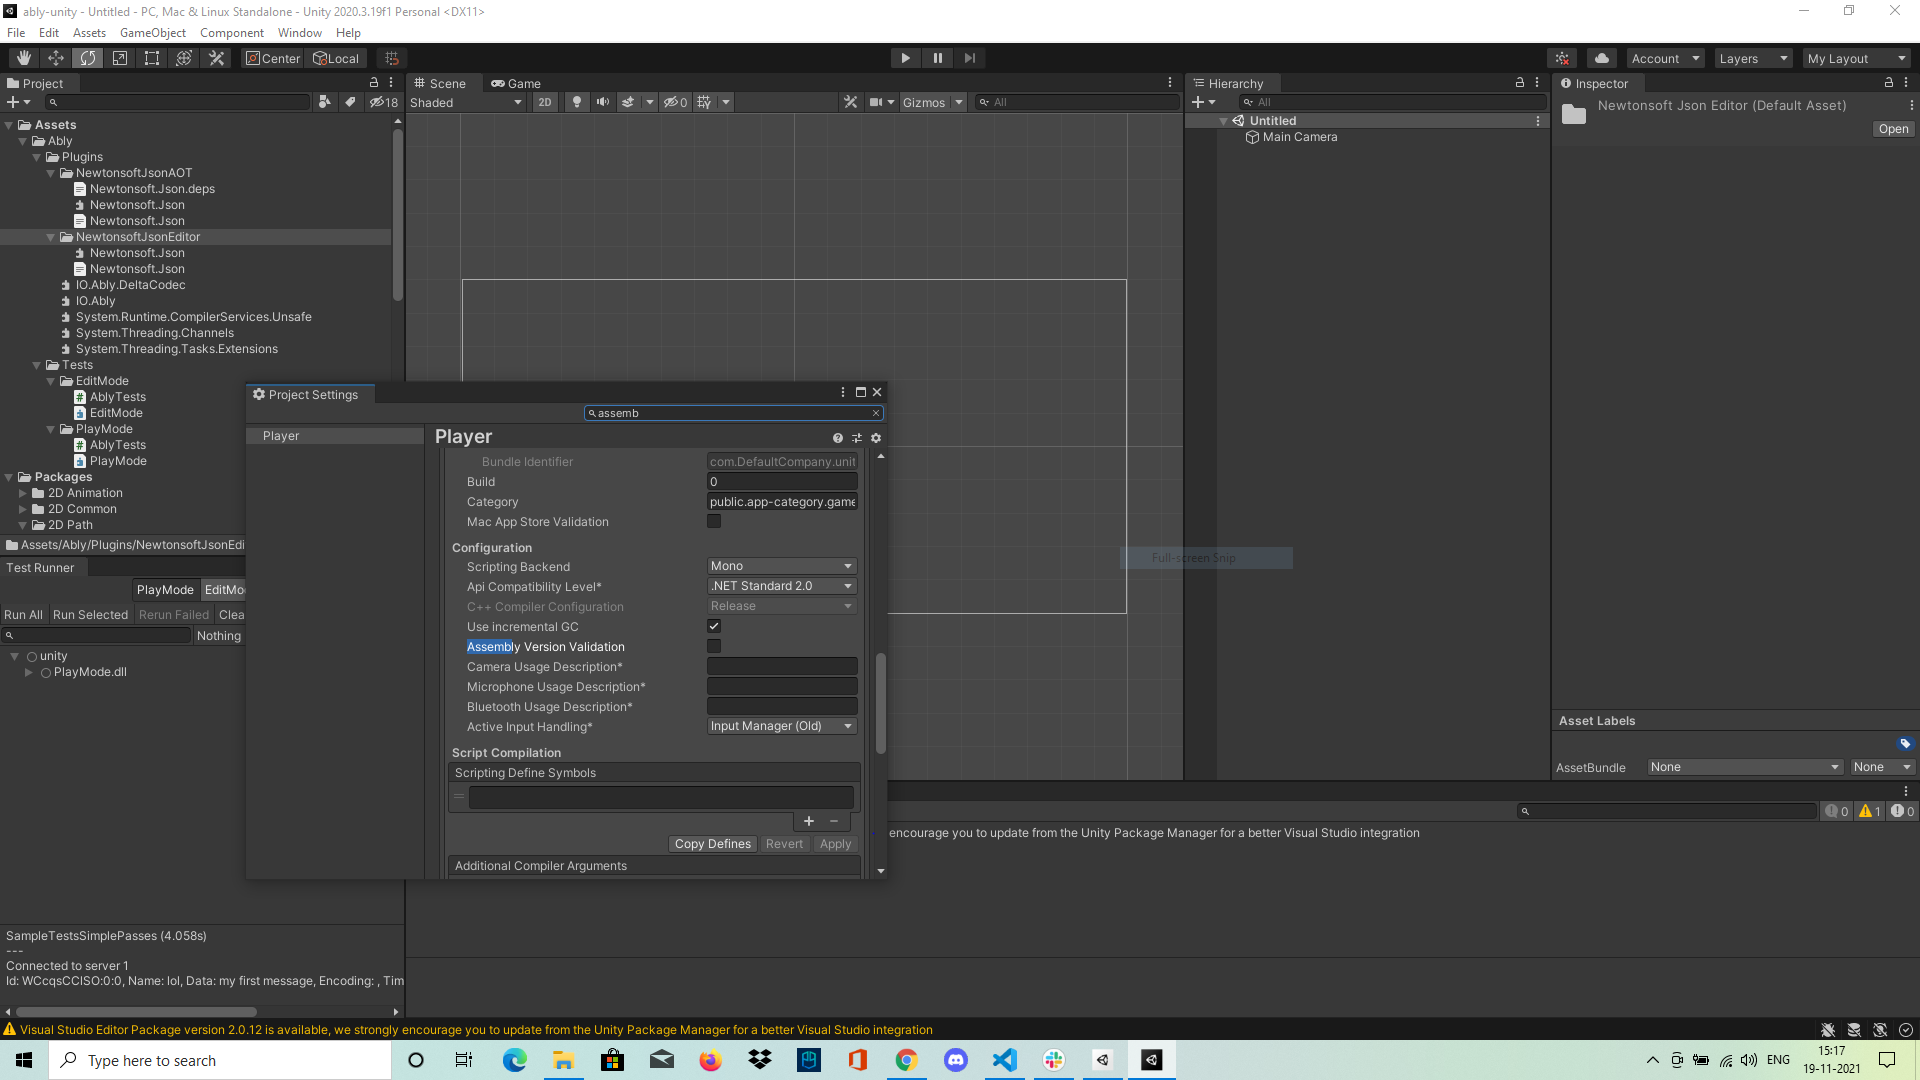 ably-unity - Untitled - PC, Mac & Linux Standalone - Unity 2020.3.19f1 Personal <DX11>
File Edit Assets GameObject Component Window Help
Center Local Account Layers My Layout
Project
18
Assets
Ably
Plugins
NewtonsoftJsonAOT
Newtonsoft.Json.deps
Newtonsoft.Json
Newtonsoft.Json
NewtonsoftJsonEditor
Newtonsoft.Json
Newtonsoft.Json
IO.Ably.DeltaCodec
IO.Ably
System.Runtime.CompilerServices.Unsafe
System.Threading.Channels
System.Threading.Tasks.Extensions
Tests
EditMode
AblyTests
EditMode
PlayMode
AblyTests
PlayMode
Packages
2D Animation
2D Common
2D Path
Assets/Ably/Plugins/NewtonsoftJsonEdi
Test Runner
PlayMode EditMo
Run All Run Selected Rerun Failed Clea
Nothing
unity
PlayMode.dll
SampleTestsSimplePasses (4.058s)
---
Connected to server 1
Id: WCcqsCCISO:0:0, Name: lol, Data: my first message, Encoding: , Tim
Scene Game
Shaded 2D 0 Gizmos All
Full-screen Snip
Project Settings
assemb
Player
Player
Bundle Identifier com.DefaultCompany.unit
Build 0
Category public.app-category.game
Mac App Store Validation
Configuration
Scripting Backend Mono
Api Compatibility Level* .NET Standard 2.0
C++ Compiler Configuration Release
Use incremental GC
Assembly Version Validation
Camera Usage Description*
Microphone Usage Description*
Bluetooth Usage Description*
Active Input Handling* Input Manager (Old)
Script Compilation
Scripting Define Symbols
Copy Defines Revert Apply
Additional Compiler Arguments
Hierarchy
All
Untitled
Main Camera
Inspector
Newtonsoft Json Editor (Default Asset)
Open
Asset Labels
AssetBundle None None
0 1 0
encourage you to update from the Unity Package Manager for a better Visual Studio integration
Visual Studio Editor Package version 2.0.12 is available, we strongly encourage you to update from the Unity Package Manager for a better Visual Studio integration
Type here to search
ENG
15:17
19-11-2021